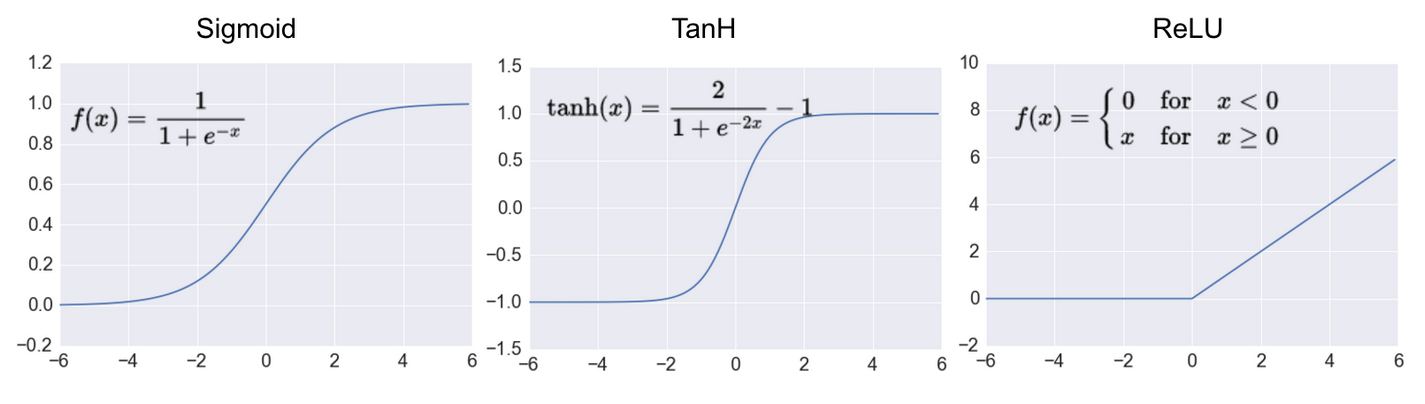 Sigmoid
1.2
1.0
0.8
0.6
0.4
0.2
0.0
−0.2
−6 −4 −2 0 2 4 6
f(x) = 1 / (1 + e^{−x})
TanH
1.5
1.0
0.5
0.0
−0.5
−1.0
−1.5
−6 −4 −2 0 2 4 6
tanh(x) = 2 / (1 + e^{−2x}) − 1
ReLU
10
8
6
4
2
0
−2
−6 −4 −2 0 2 4 6
f(x) = { 0 for x < 0
x for x ≥ 0